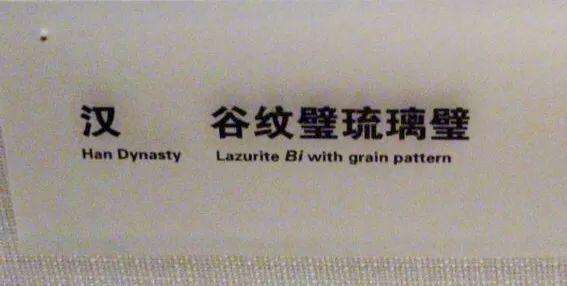 汉 谷纹璧琉璃璧
Han Dynasty Lazurite Bi with grain pattern